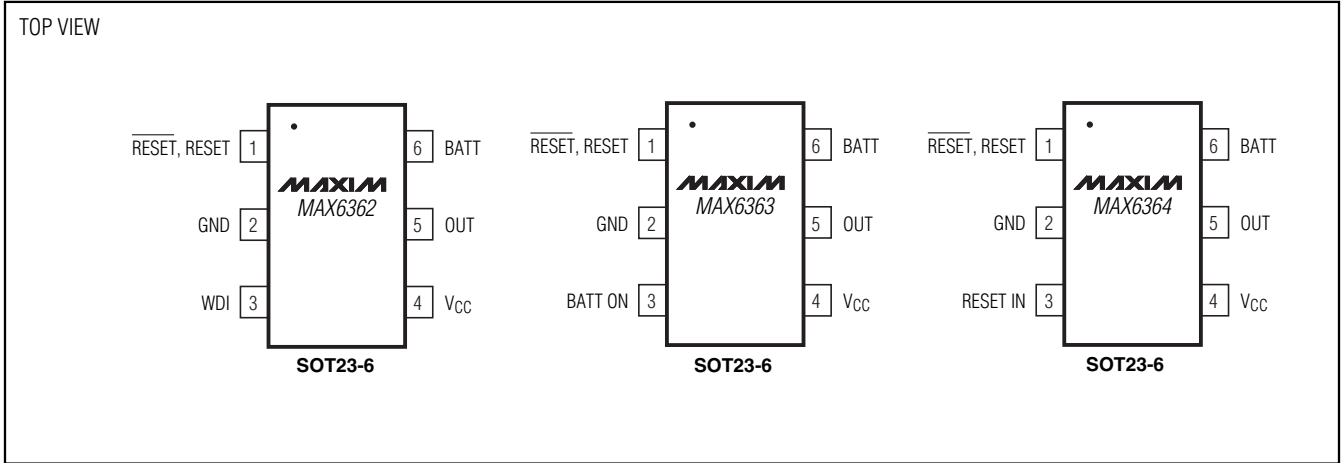 TOP VIEW
RESET, RESET 1
6 BATT
MAXIM
MAX6362
GND 2
5 OUT
WDI 3
4 VCC
SOT23-6
RESET, RESET 1
6 BATT
MAXIM
MAX6363
GND 2
5 OUT
BATT ON 3
4 VCC
SOT23-6
RESET, RESET 1
6 BATT
MAXIM
MAX6364
GND 2
5 OUT
RESET IN 3
4 VCC
SOT23-6